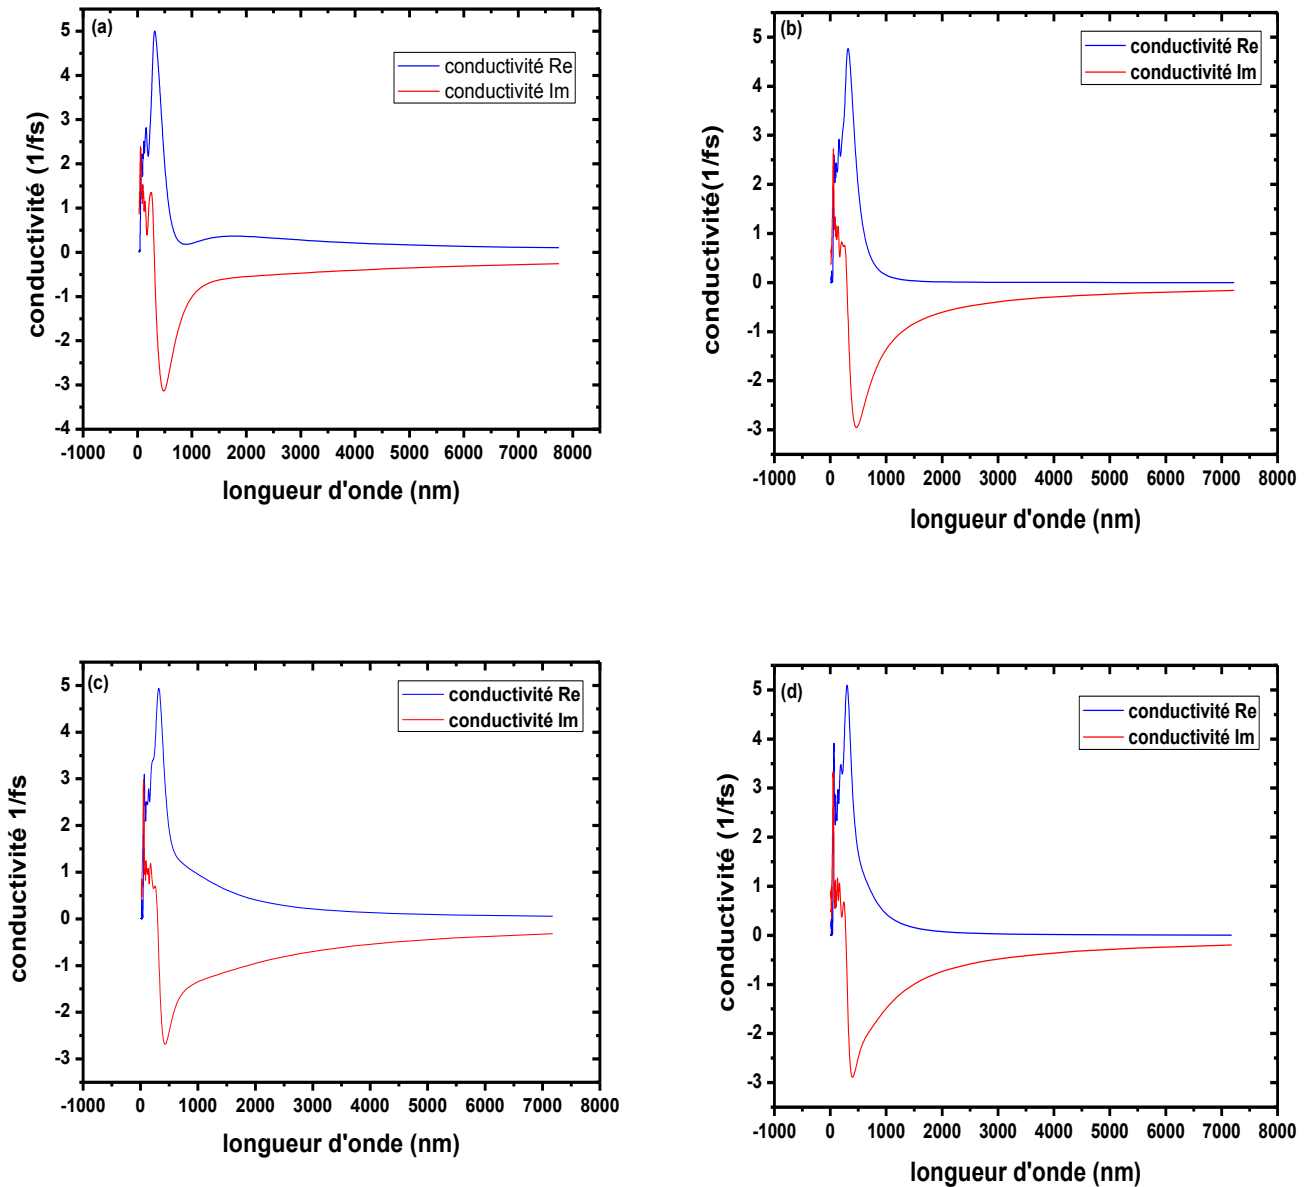 (a)
conductivité Re
conductivité Im
5
4
3
2
1
0
-1
-2
-3
-4
conductivité (1/fs)
-1000 0 1000 2000 3000 4000 5000 6000 7000 8000
longueur d'onde (nm)
(b)
conductivité Re
conductivité Im
5
4
3
2
1
0
-1
-2
-3
conductivité(1/fs)
-1000 0 1000 2000 3000 4000 5000 6000 7000 8000
longueur d'onde (nm)
(c)
conductivité Re
conductivité Im
5
4
3
2
1
0
-1
-2
-3
conductivité 1/fs
-1000 0 1000 2000 3000 4000 5000 6000 7000 8000
longueur d'onde (nm)
(d)
conductivité Re
conductivité Im
5
4
3
2
1
0
-1
-2
-3
conductivité (1/fs)
-1000 0 1000 2000 3000 4000 5000 6000 7000 8000
longueur d'onde (nm)